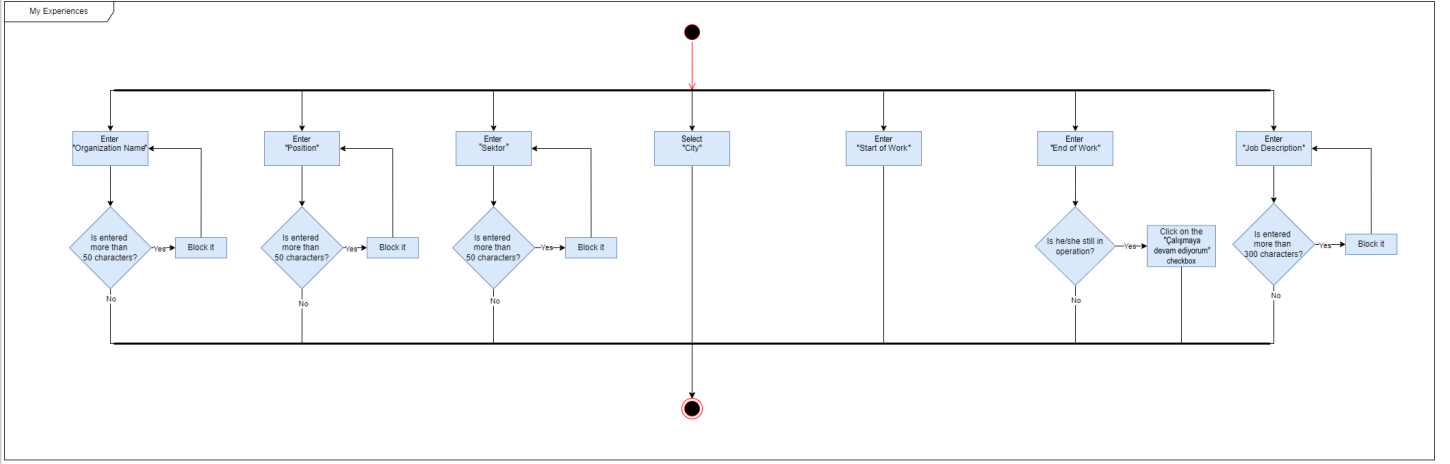 My Experiences
Enter
"Organization Name"
Enter
"Position"
Enter
"Sektor"
Select
"City"
Enter
"Start of Work"
Enter
"End of Work"
Enter
"Job Description"
Is entered
more than
50 characters?
Yes
Block it
Is entered
more than
50 characters?
Yes
Block it
Is entered
more than
50 characters?
Yes
Block it
Is he/she still in
operation?
Yes
Click on the
"Çalışmaya
devam ediyorum"
checkbox
Is entered
more than
300 characters?
Yes
Block it
No
No
No
No
No